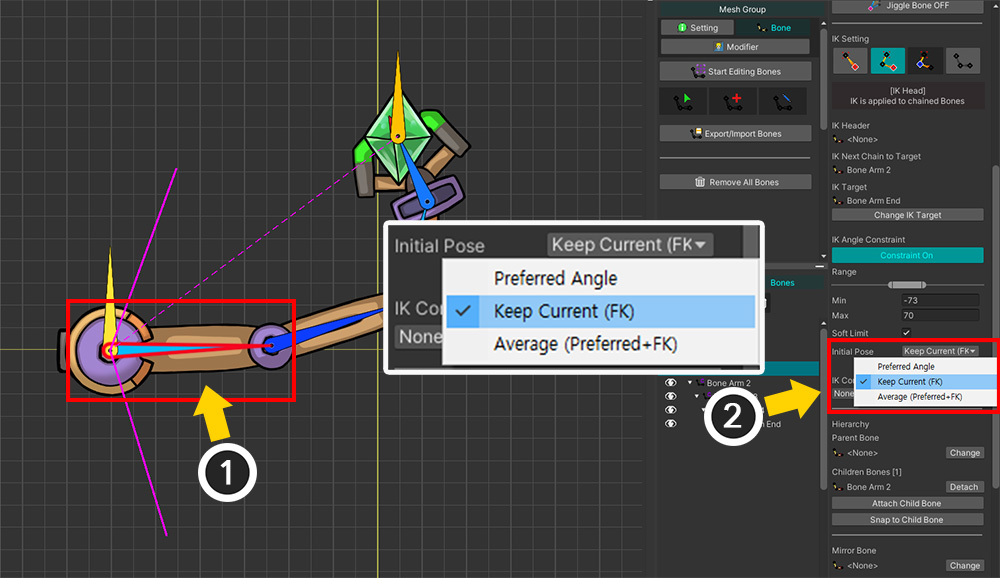 Mesh Group
Setting
Bone
Modifier
Start Editing Bones
Export/Import Bones
Remove All Bones
Bones
Bone Arm 2
End
Jiggle Bone OFF
IK Setting
[IK Head]
IK is applied to chained Bones
IK Header
<None>
IK Next Chain to Target
Bone Arm 2
IK Target
Bone Arm End
Change IK Target
IK Angle Constraint
Constraint On
Range
Min -73
Max 70
Soft Limit
Initial Pose Keep Current (FK
Preferred Angle
IK Co
Keep Current (FK)
None
Average (Preferred+FK)
Hierarchy
Parent Bone
<None> Change
Children Bones [1]
Bone Arm 2 Detach
Attach Child Bone
Snap to Child Bone
Mirror Bone
<None> Change
Initial Pose Keep Current (FK
Preferred Angle
IK Co
Keep Current (FK)
None
Average (Preferred+FK)
1
2